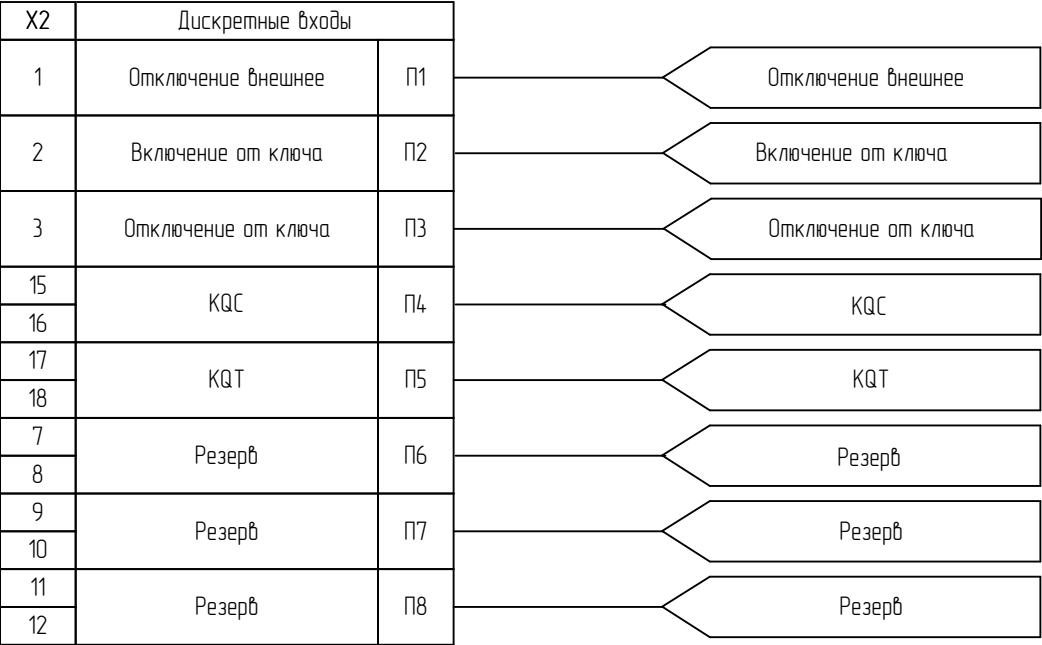 X2 Дискретные входы
1 Отключение внешнее П1 Отключение внешнее
2 Включение от ключа П2 Включение от ключа
3 Отключение от ключа П3 Отключение от ключа
15
KQC П4 KQC
16
17
KQT П5 KQT
18
7
Резерв П6 Резерв
8
9
Резерв П7 Резерв
10
11
Резерв П8 Резерв
12